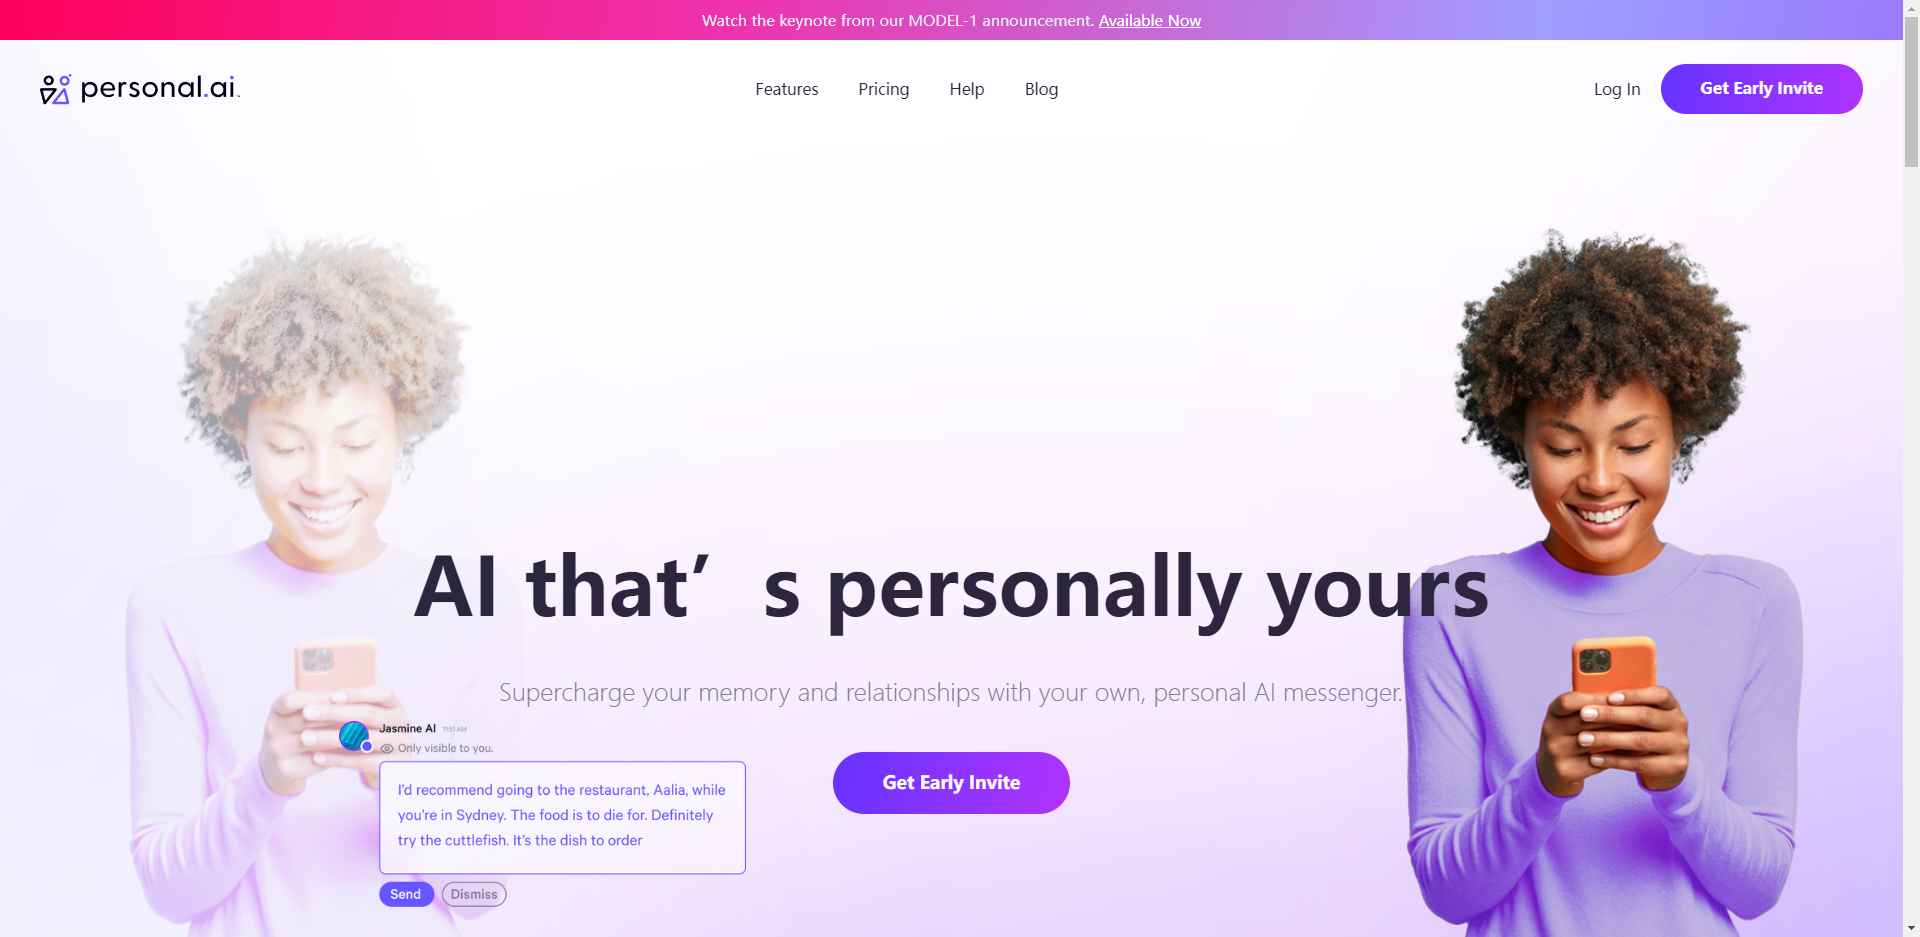 Watch the keynote from our MODEL-1 announcement. Available Now
personal.ai
Features
Pricing
Help
Blog
Log In
Get Early Invite
AI that’s personally yours
Supercharge your memory and relationships with your own, personal AI messenger.
Jasmine AI 11:03 AM
Only visible to you.
I'd recommend going to the restaurant, Aalia, while
you're in Sydney. The food is to die for. Definitely
try the cuttlefish. It's the dish to order
Send
Dismiss
Get Early Invite